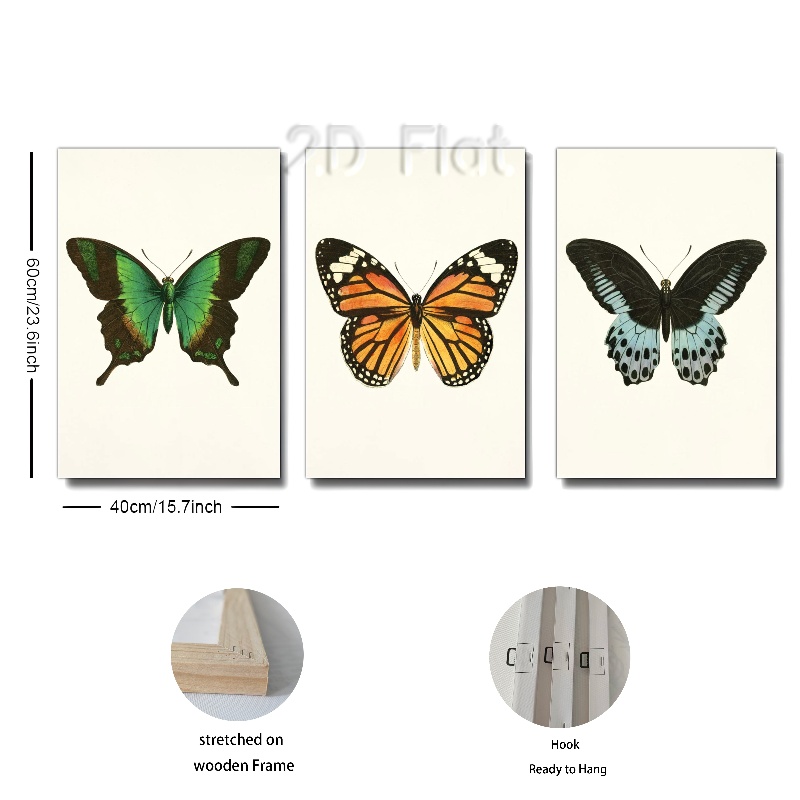 2D Flat
60cm/23.6inch
40cm/15.7inch
stretched on
wooden Frame
Hook
Ready to Hang